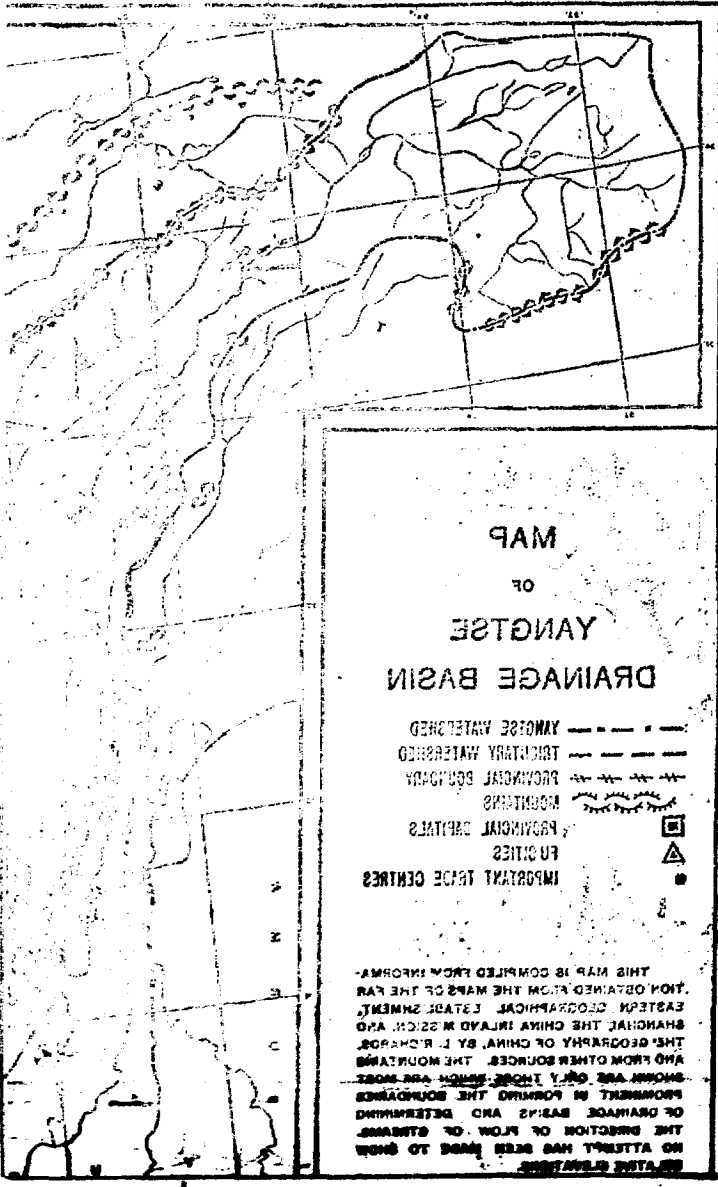 MAP
OF
YANGTSE
DRAINAGE BASIN
YANGTSE WATERSHED
TRIBUTARY WATERSHED
PROVINCIAL BOUNDARY
MOUNTAINS
PROVINCIAL CAPITALS
FU CITIES
IMPORTANT TRADE CENTRES
THIS MAP IS COMPILED FROM INFORMA-
TION OBTAINED FROM THE MAPS OF THE FAR
EASTERN GEOGRAPHICAL ESTABLISHMENT,
SHANGHAI, THE CHINA INLAND MISSION, AND
THE GEOGRAPHY OF CHINA, BY L. RICHARDS,
AND FROM OTHER SOURCES. THE MOUNTAINS
SHOWN ARE ONLY THOSE WHICH ARE MOST
PROMINENT IN FORMING THE BOUNDARIES
OF DRAINAGE BASINS AND DETERMINING
THE DIRECTION OF FLOW OF STREAMS.
NO ATTEMPT HAS BEEN MADE TO SHOW
RELATIVE ELEVATIONS.